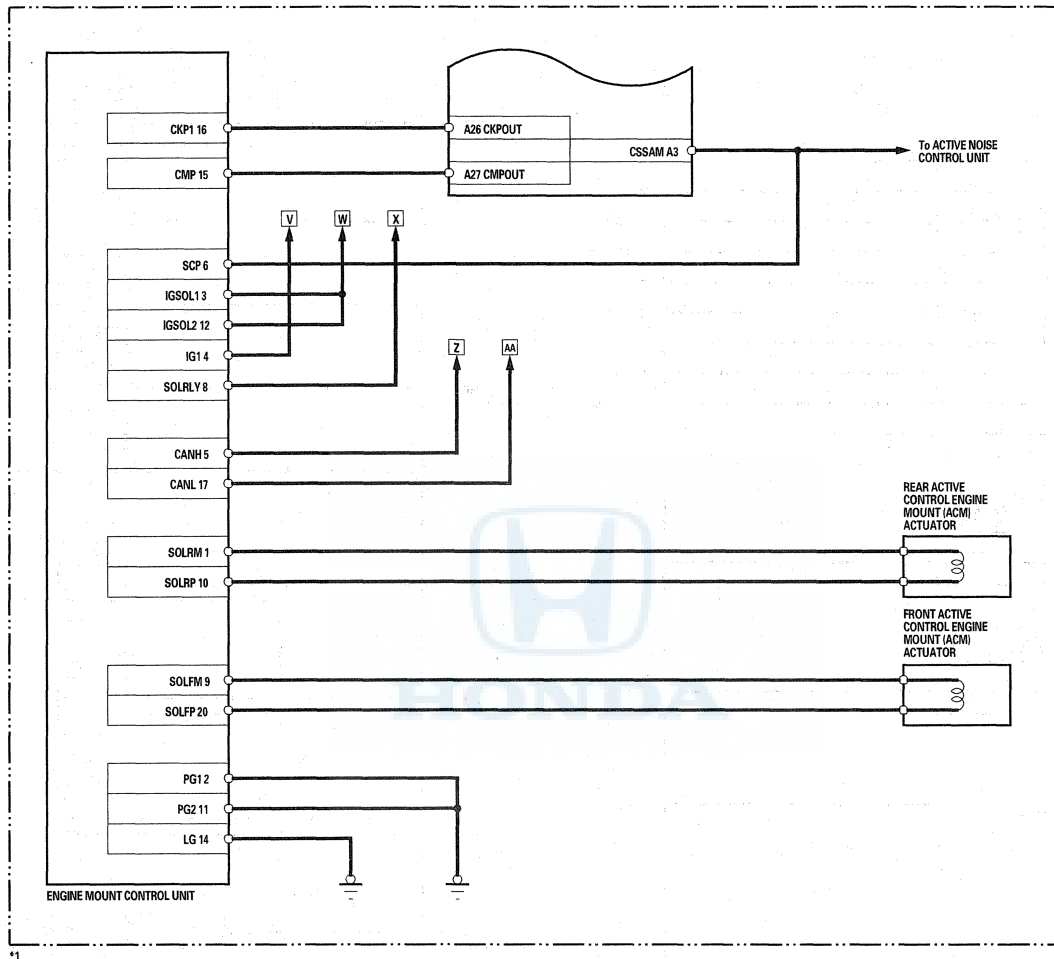 CKP1 16
A26 CKPOUT
CSSAM A3
To ACTIVE NOISE
CONTROL UNIT
CMP 15
A27 CMPOUT
V
W
X
SCP 6
IGSOL1 3
IGSOL2 12
IG1 4
SOLRLY 8
Z
AA
CANH 5
CANL 17
REAR ACTIVE
CONTROL ENGINE
MOUNT (ACM)
ACTUATOR
SOLRM 1
SOLRP 10
FRONT ACTIVE
CONTROL ENGINE
MOUNT (ACM)
ACTUATOR
SOLFM 9
SOLFP 20
HONDA
PG1 2
PG2 11
LG 14
ENGINE MOUNT CONTROL UNIT
*1